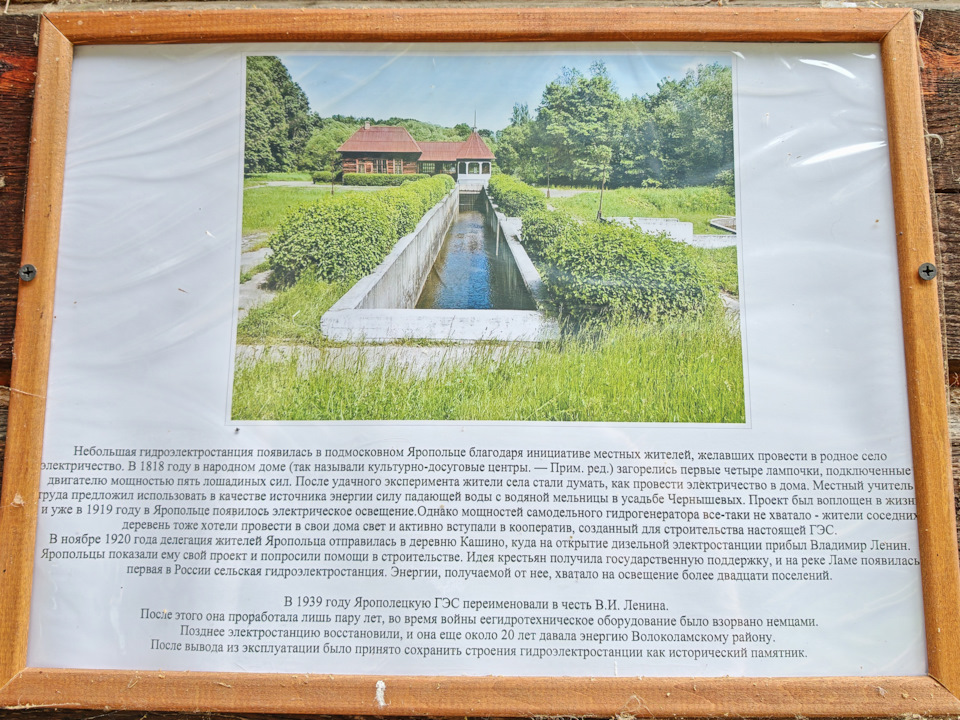 Небольшая гидроэлектростанция появилась в подмосковном Яропольце благодаря инициативе местных жителей, желавших провести в родное село
электричество. В 1818 году в народном доме (так называли культурно-досуговые центры. — Прим. ред.) загорелись первые четыре лампочки, подключенные
двигателю мощностью пять лошадиных сил. После удачного эксперимента жители села стали думать, как провести электричество в дома. Местный учитель
труда предложил использовать в качестве источника энергии силу падающей воды с водяной мельницы в усадьбе Чернышевых. Проект был воплощен в жизн
и уже в 1919 году в Яропольце появилось электрическое освещение.Однако мощностей самодельного гидрогенератора все-таки не хватало - жители соседних
деревень тоже хотели провести в свои дома свет и активно вступали в кооператив, созданный для строительства настоящей ГЭС.
В ноябре 1920 года делегация жителей Яропольца отправилась в деревню Кашино, куда на открытие дизельной электростанции прибыл Владимир Ленин.
Яропольцы показали ему свой проект и попросили помощи в строительстве. Идея крестьян получила государственную поддержку, и на реке Ламе появилась
первая в России сельская гидроэлектростанция. Энергии, получаемой от нее, хватало на освещение более двадцати поселений.
В 1939 году Ярополецкую ГЭС переименовали в честь В.И. Ленина.
После этого она проработала лишь пару лет, во время войны еегидротехническое оборудование было взорвано немцами.
Позднее электростанцию восстановили, и она еще около 20 лет давала энергию Волоколамскому району.
После вывода из эксплуатации было принято сохранить строения гидроэлектростанции как исторический памятник.